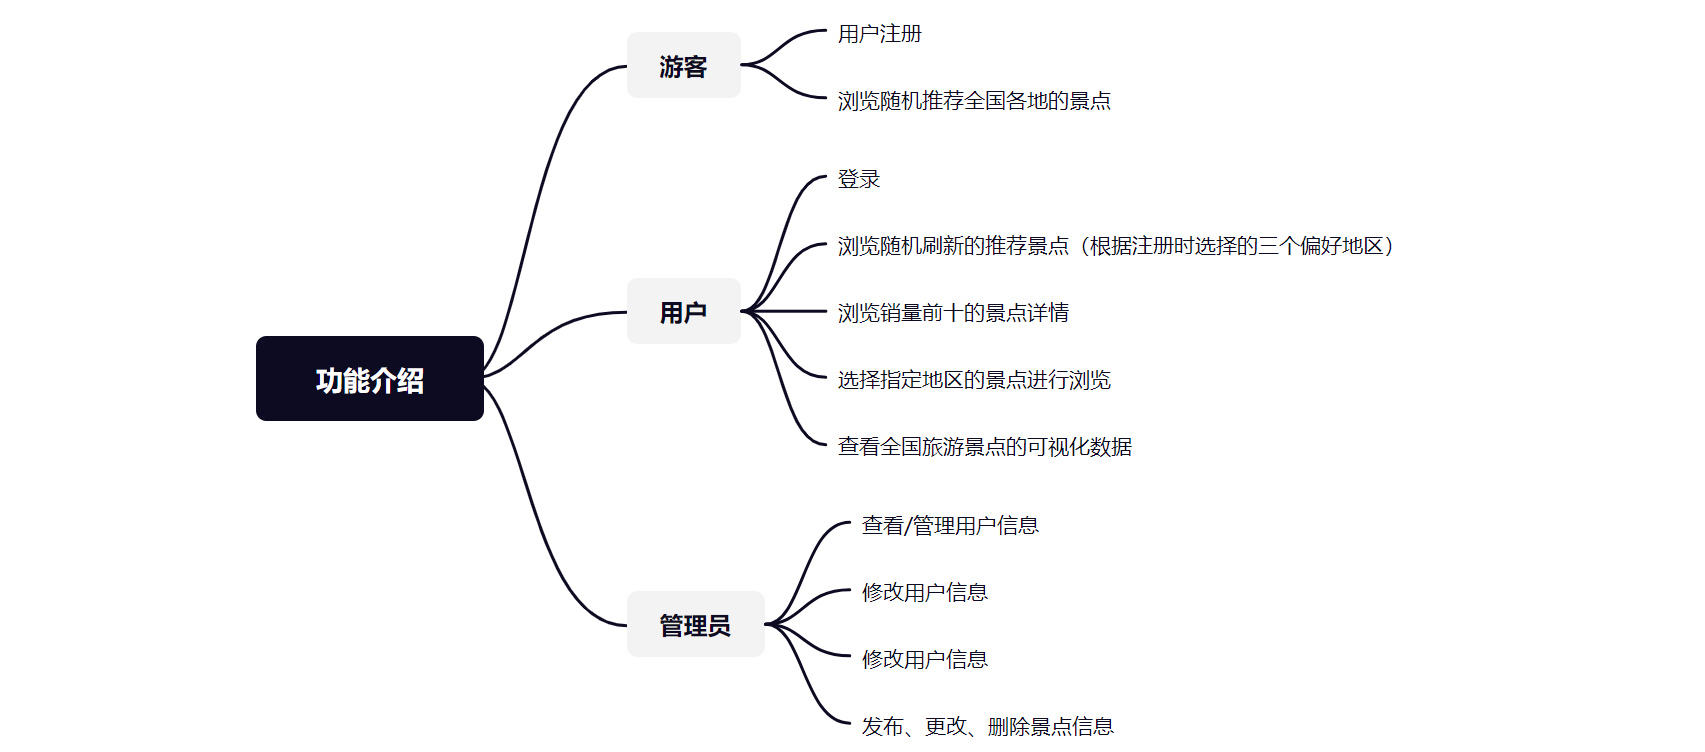 功能介绍
游客
用户注册
浏览随机推荐全国各地的景点
用户
登录
浏览随机刷新的推荐景点（根据注册时选择的三个偏好地区）
浏览销量前十的景点详情
选择指定地区的景点进行浏览
查看全国旅游景点的可视化数据
管理员
查看/管理用户信息
修改用户信息
修改用户信息
发布、更改、删除景点信息